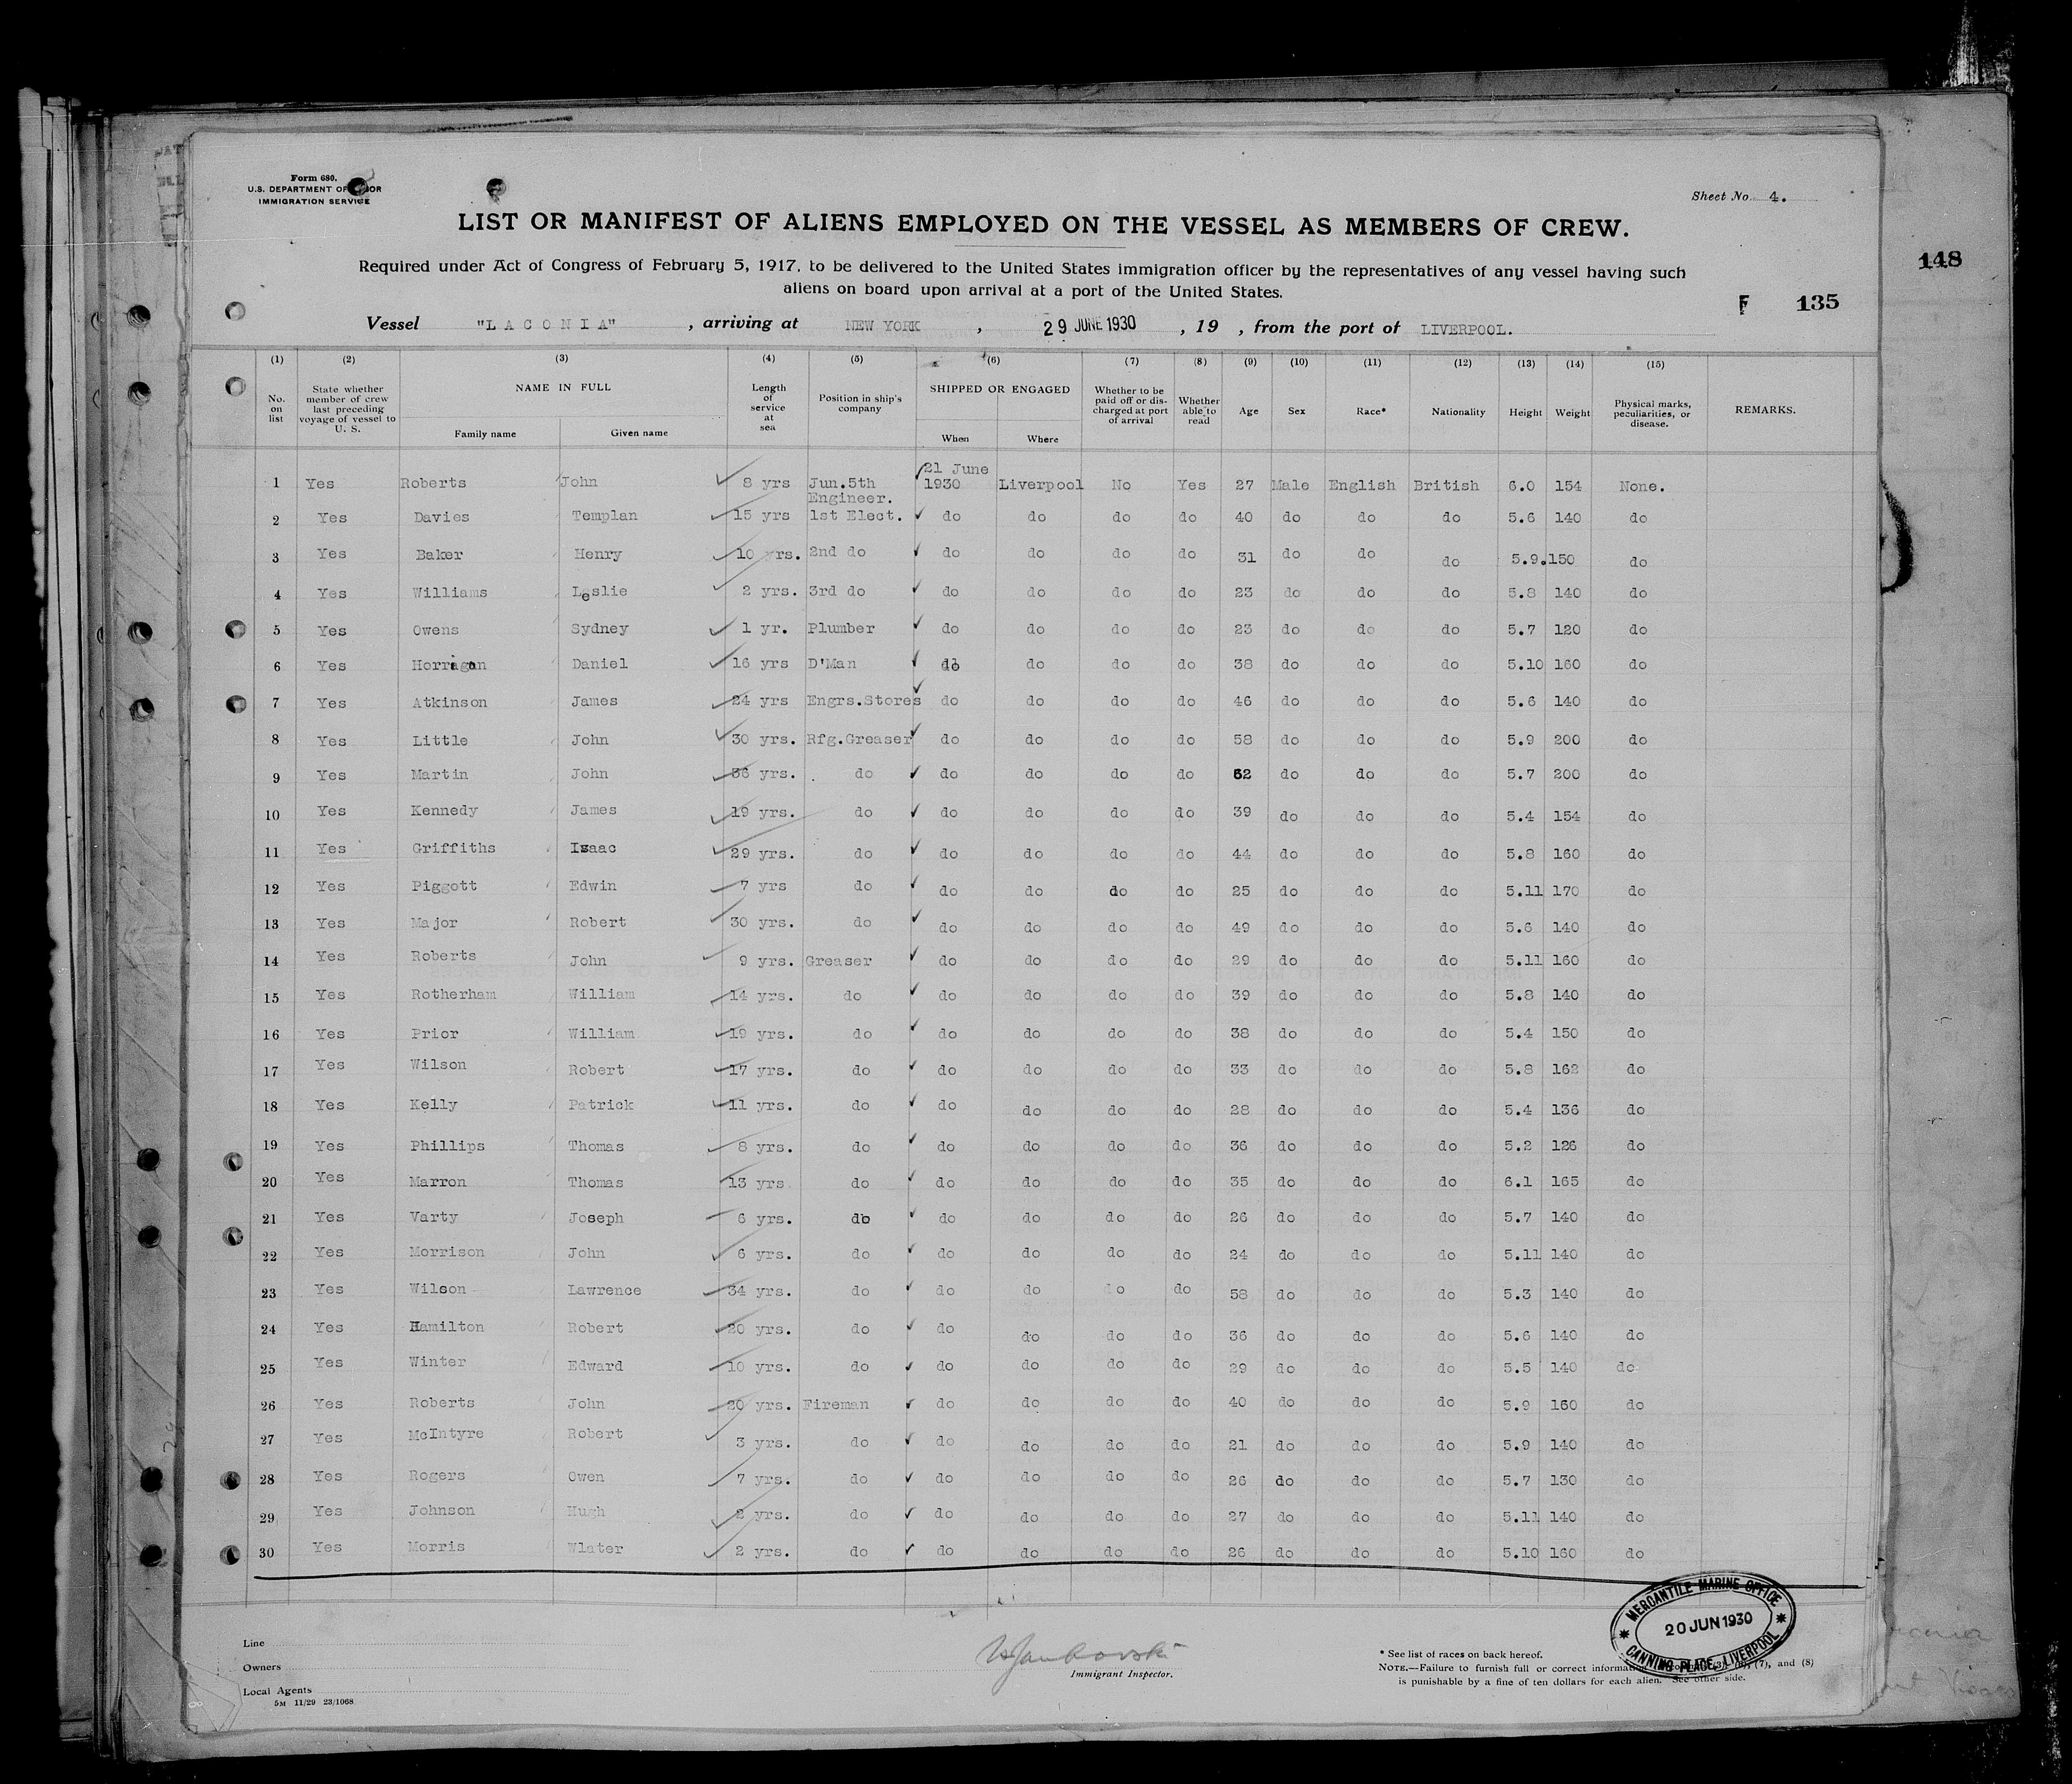 Form 680.
U.S. DEPARTMENT OF LABOR
IMMIGRATION SERVICE
Sheet No. 4.
LIST OR MANIFEST OF ALIENS EMPLOYED ON THE VESSEL AS MEMBERS OF CREW.
Required under Act of Congress of February 5, 1917, to be delivered to the United States immigration officer by the representatives of any vessel having such
aliens on board upon arrival at a port of the United States.
148
F 135
Vessel "LACONIA" , arriving at NEW YORK , 29 JUNE 1930 , 19 , from the port of LIVERPOOL.
(1) (2) (3) (4) (5) (6) (7) (8) (9) (10) (11) (12) (13) (14) (15)
No. on list State whether member of crew last preceding voyage of vessel to U. S. NAME IN FULL Family name Given name Length of service at sea Position in ship's company SHIPPED OR ENGAGED When Where Whether to be paid off or discharged at port of arrival Whether able to read Age Sex Race* Nationality Height Weight Physical marks, peculiarities, or disease. REMARKS.
1 Yes Roberts John 8 yrs Jun.5th Engineer. 21 June 1930 Liverpool No Yes 27 Male English British 6.0 154 None.
2 Yes Davies Templan 15 yrs 1st Elect. do do do do 40 do do do 5.6 140 do
3 Yes Baker Henry 10 yrs. 2nd do do do do do 31 do do do 5.9. 150 do
4 Yes Williams Leslie 2 yrs. 3rd do do do do do 23 do do do 5.8 140 do
5 Yes Owens Sydney 1 yr. Plumber do do do do 23 do do do 5.7 120 do
6 Yes Horrigan Daniel 16 yrs D'Man do do do do 38 do do do 5.10 160 do
7 Yes Atkinson James 24 yrs Engrs.Stores do do do do 46 do do do 5.6 140 do
8 Yes Little John 30 yrs. Rfg.Greaser do do do do 58 do do do 5.9 200 do
9 Yes Martin John 36 yrs. do do do do do 62 do do do 5.7 200 do
10 Yes Kennedy James 19 yrs. do do do do do 39 do do do 5.4 154 do
11 Yes Griffiths Isaac 29 yrs. do do do do do 44 do do do 5.8 160 do
12 Yes Piggott Edwin 7 yrs do do do do do 25 do do do 5.11 170 do
13 Yes Major Robert 30 yrs. do do do do do 49 do do do 5.6 140 do
14 Yes Roberts John 9 yrs. Greaser do do do do 29 do do do 5.11 160 do
15 Yes Rotherham William 14 yrs. do do do do do 39 do do do 5.8 140 do
16 Yes Prior William 19 yrs. do do do do do 38 do do do 5.4 150 do
17 Yes Wilson Robert 17 yrs. do do do do do 33 do do do 5.8 162 do
18 Yes Kelly Patrick 11 yrs. do do do do do 28 do do do 5.4 136 do
19 Yes Phillips Thomas 8 yrs. do do do do do 36 do do do 5.2 126 do
20 Yes Marron Thomas 13 yrs do do do do do 35 do do do 6.1 165 do
21 Yes Varty Joseph 6 yrs. do do do do do 26 do do do 5.7 140 do
22 Yes Morrison John 6 yrs. do do do do do 24 do do do 5.11 140 do
23 Yes Wilson Lawrence 34 yrs. do do do do do 58 do do do 5.3 140 do
24 Yes Hamilton Robert 20 yrs. do do do do do 36 do do do 5.6 140 do
25 Yes Winter Edward 10 yrs. do do do do do 29 do do do 5.5 140 do
26 Yes Roberts John 20 yrs. Fireman do do do do 40 do do do 5.9 160 do
27 Yes McIntyre Robert 3 yrs. do do do do do 21 do do do 5.9 140 do
28 Yes Rogers Owen 7 yrs. do do do do do 26 do do do 5.7 130 do
29 Yes Johnson Hugh 2 yrs. do do do do do 27 do do do 5.11 140 do
30 Yes Morris Wlater 2 yrs. do do do do do 26 do do do 5.10 160 do
MERCANTILE MARINE OFFICE
20 JUN 1930
CANNING PLACE, LIVERPOOL
Line
Owners
Local Agents
5M 11/29 23/1068
Immigrant Inspector.
* See list of races on back hereof.
NOTE.—Failure to furnish full or correct information (7), and (8)
is punishable by a fine of ten dollars for each alien. See other side.